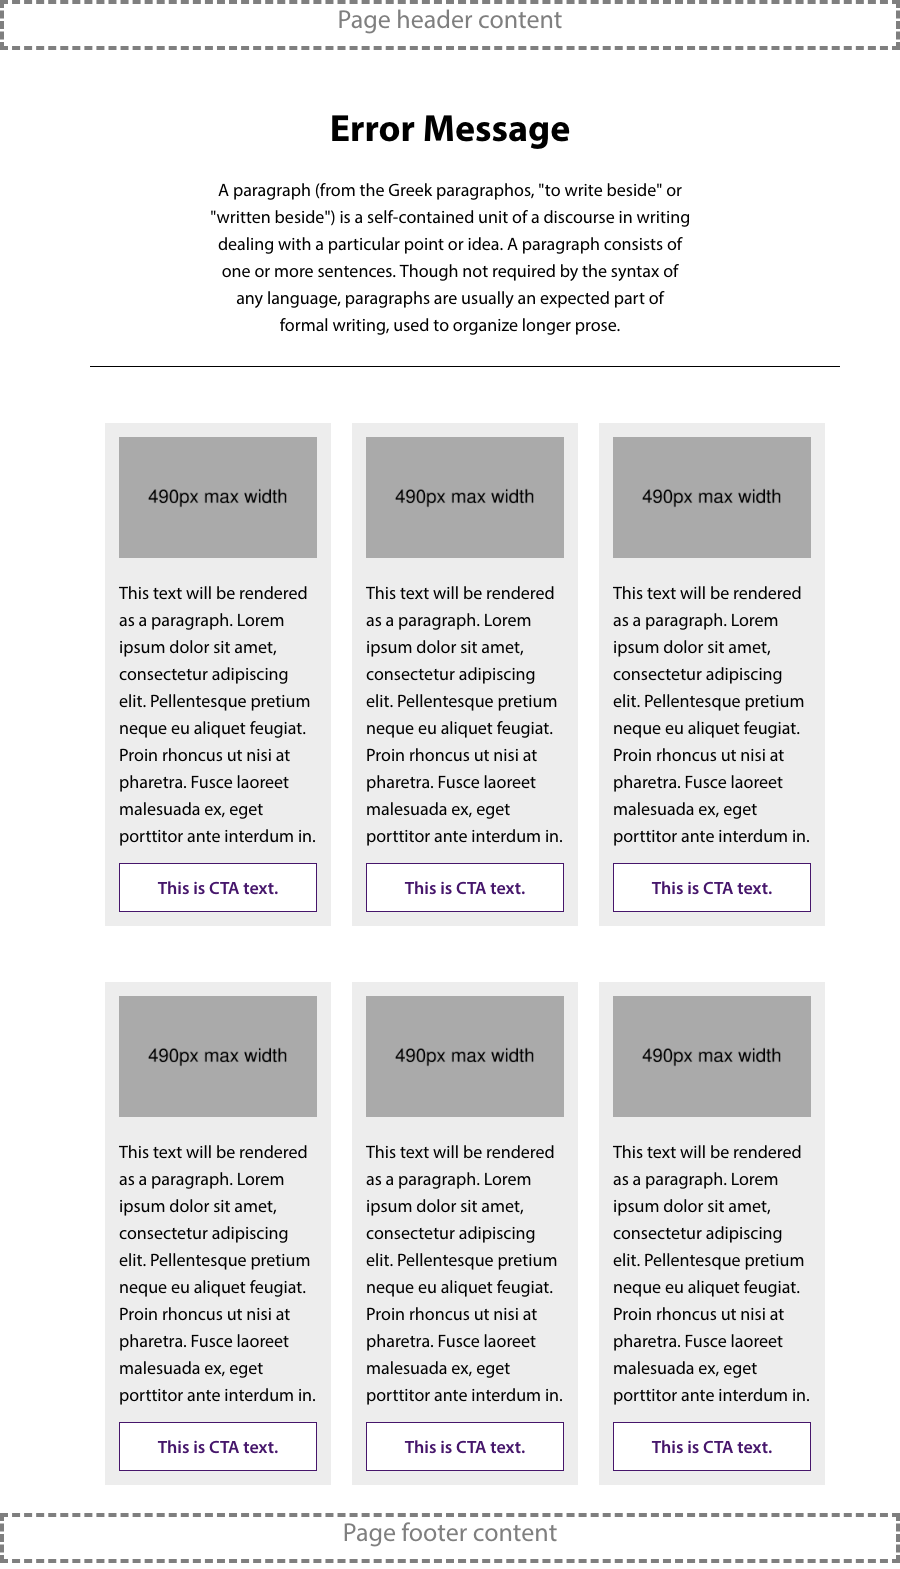 Page header content
Error Message
A paragraph (from the Greek paragraphos, "to write beside" or
"written beside") is a self-contained unit of a discourse in writing
dealing with a particular point or idea. A paragraph consists of
one or more sentences. Though not required by the syntax of
any language, paragraphs are usually an expected part of
formal writing, used to organize longer prose.
490px max width
This text will be rendered
as a paragraph. Lorem
ipsum dolor sit amet,
consectetur adipiscing
elit. Pellentesque pretium
neque eu aliquet feugiat.
Proin rhoncus ut nisi at
pharetra. Fusce laoreet
malesuada ex, eget
porttitor ante interdum in.
This is CTA text.
490px max width
This text will be rendered
as a paragraph. Lorem
ipsum dolor sit amet,
consectetur adipiscing
elit. Pellentesque pretium
neque eu aliquet feugiat.
Proin rhoncus ut nisi at
pharetra. Fusce laoreet
malesuada ex, eget
porttitor ante interdum in.
This is CTA text.
490px max width
This text will be rendered
as a paragraph. Lorem
ipsum dolor sit amet,
consectetur adipiscing
elit. Pellentesque pretium
neque eu aliquet feugiat.
Proin rhoncus ut nisi at
pharetra. Fusce laoreet
malesuada ex, eget
porttitor ante interdum in.
This is CTA text.
490px max width
This text will be rendered
as a paragraph. Lorem
ipsum dolor sit amet,
consectetur adipiscing
elit. Pellentesque pretium
neque eu aliquet feugiat.
Proin rhoncus ut nisi at
pharetra. Fusce laoreet
malesuada ex, eget
porttitor ante interdum in.
This is CTA text.
490px max width
This text will be rendered
as a paragraph. Lorem
ipsum dolor sit amet,
consectetur adipiscing
elit. Pellentesque pretium
neque eu aliquet feugiat.
Proin rhoncus ut nisi at
pharetra. Fusce laoreet
malesuada ex, eget
porttitor ante interdum in.
This is CTA text.
490px max width
This text will be rendered
as a paragraph. Lorem
ipsum dolor sit amet,
consectetur adipiscing
elit. Pellentesque pretium
neque eu aliquet feugiat.
Proin rhoncus ut nisi at
pharetra. Fusce laoreet
malesuada ex, eget
porttitor ante interdum in.
This is CTA text.
Page footer content